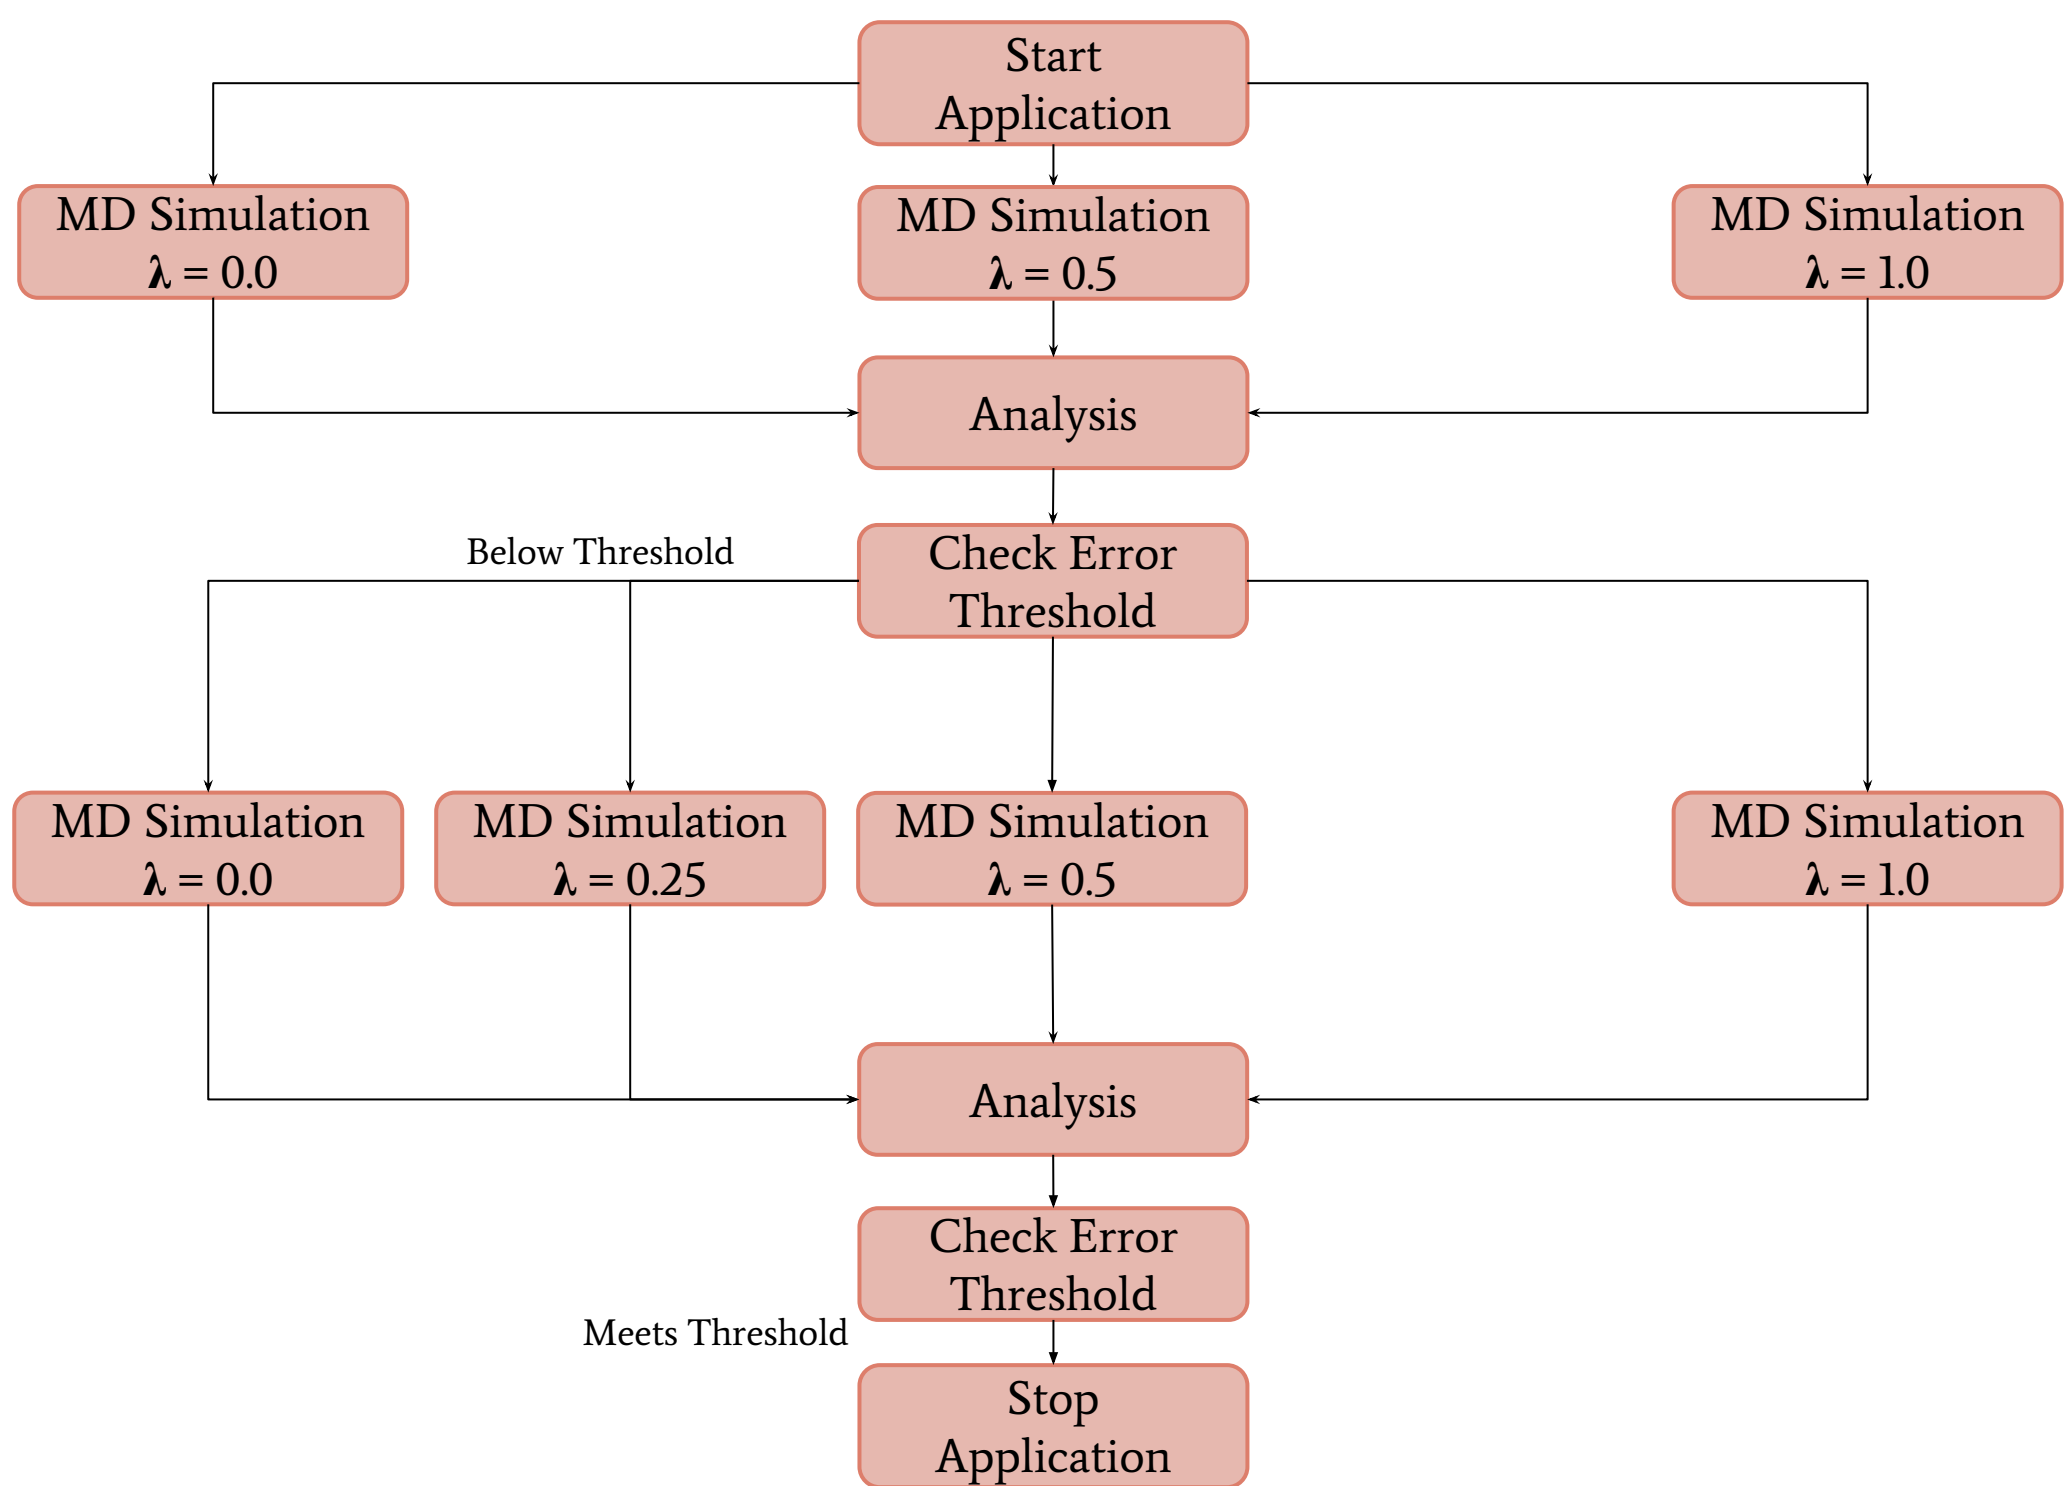 Start
Application
MD Simulation
λ = 0.0
MD Simulation
λ = 0.5
MD Simulation
λ = 1.0
Analysis
Below Threshold
Check Error
Threshold
MD Simulation
λ = 0.0
MD Simulation
λ = 0.25
MD Simulation
λ = 0.5
MD Simulation
λ = 1.0
Analysis
Check Error
Threshold
Meets Threshold
Stop
Application